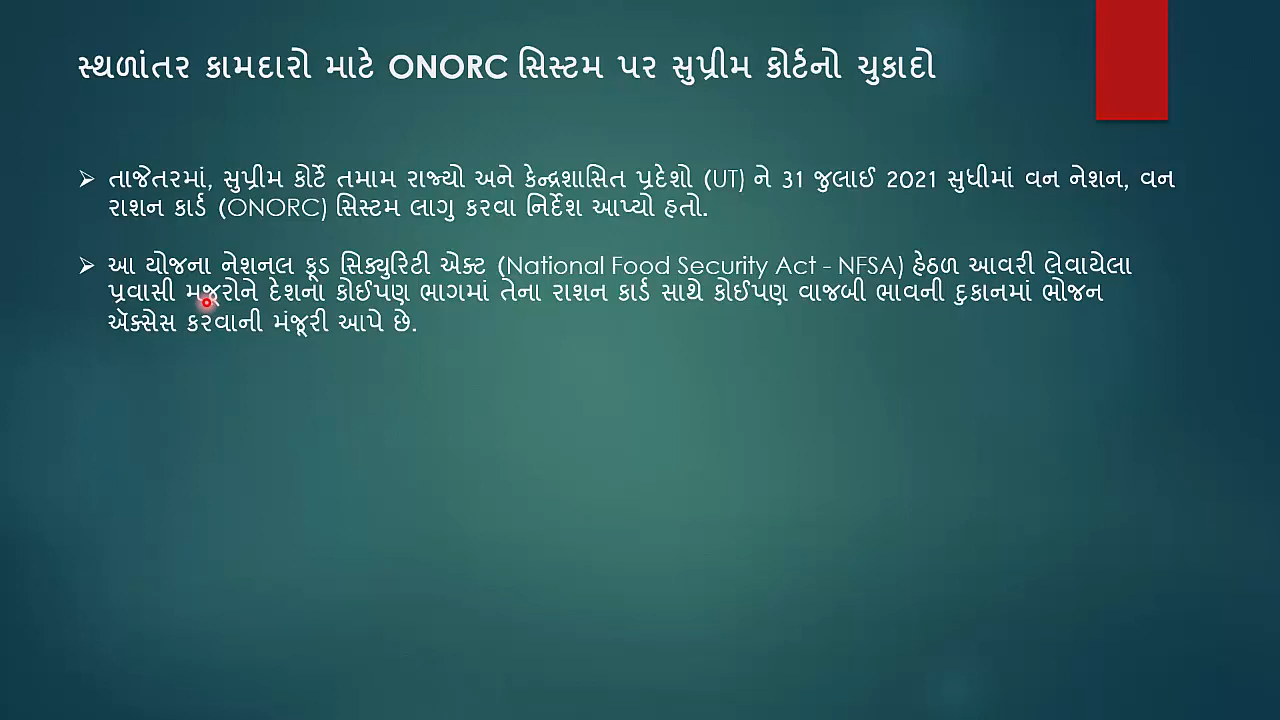 સ્થળાંતર કામદારો માટે ONORC સિસ્ટમ પર સુપ્રીમ કોર્ટનો ચુકાદો
તાજેતરમાં, સુપ્રીમ કોર્ટે તમામ રાજ્યો અને કેન્દ્રશાસિત પ્રદેશો (UT) ને 31 જુલાઈ 2021 સુધીમાં વન નેશન, વન
રાશન કાર્ડ (ONORC) સિસ્ટમ લાગુ કરવા નિર્દેશ આપ્યો હતો.
આ યોજના નેશનલ ફૂડ સિક્યુરિટી એક્ટ (National Food Security Act - NFSA) હેઠળ આવરી લેવાયેલા
પ્રવાસી મજૂરોને દેશના કોઈપણ ભાગમાં તેના રાશન કાર્ડ સાથે કોઈપણ વાજબી ભાવની દુકાનમાં ભોજન
ઍક્સેસ કરવાની મંજૂરી આપે છે.